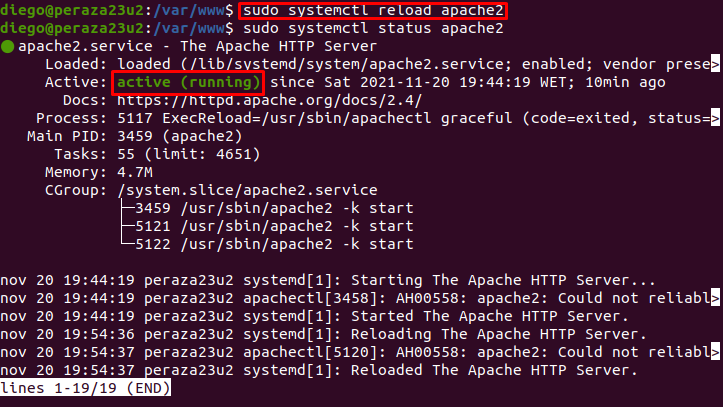 diego@peraza23u2:/var/www$ sudo systemctl reload apache2
diego@peraza23u2:/var/www$ sudo systemctl status apache2
● apache2.service - The Apache HTTP Server
     Loaded: loaded (/lib/systemd/system/apache2.service; enabled; vendor prese>
     Active: active (running) since Sat 2021-11-20 19:44:19 WET; 10min ago
       Docs: https://httpd.apache.org/docs/2.4/
    Process: 5117 ExecReload=/usr/sbin/apachectl graceful (code=exited, status=>
   Main PID: 3459 (apache2)
      Tasks: 55 (limit: 4651)
     Memory: 4.7M
     CGroup: /system.slice/apache2.service
             ├─3459 /usr/sbin/apache2 -k start
             ├─5121 /usr/sbin/apache2 -k start
             └─5122 /usr/sbin/apache2 -k start
nov 20 19:44:19 peraza23u2 systemd[1]: Starting The Apache HTTP Server...
nov 20 19:44:19 peraza23u2 apachectl[3458]: AH00558: apache2: Could not reliabl>
nov 20 19:44:19 peraza23u2 systemd[1]: Started The Apache HTTP Server.
nov 20 19:54:36 peraza23u2 systemd[1]: Reloading The Apache HTTP Server.
nov 20 19:54:37 peraza23u2 apachectl[5120]: AH00558: apache2: Could not reliabl>
nov 20 19:54:37 peraza23u2 systemd[1]: Reloaded The Apache HTTP Server.
lines 1-19/19 (END)